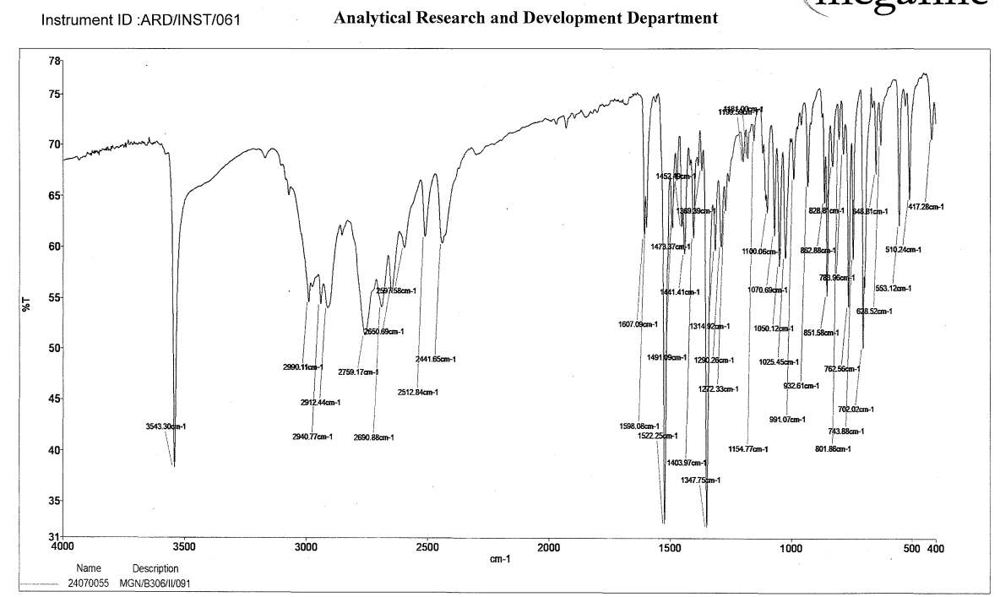 Instrument ID :ARD/INST/061
Analytical Research and Development Department
78
75
70
65
60
55
50
45
40
35
31
%T
4000
3500
3000
2500
2000
1500
1000
500
400
cm-1
3543.30cm-1
2990.11cm-1
2912.44cm-1
2940.77cm-1
2759.17cm-1
2650.69cm-1
2597.58cm-1
2690.88cm-1
2512.84cm-1
2441.65cm-1
1607.09cm-1
1598.08cm-1
1522.25cm-1
1491.09cm-1
1473.37cm-1
1452.49cm-1
1441.41cm-1
1403.97cm-1
1369.39cm-1
1347.75cm-1
1314.92cm-1
1290.26cm-1
1272.33cm-1
1154.77cm-1
1100.06cm-1
1070.69cm-1
1050.12cm-1
1025.45cm-1
991.07cm-1
932.61cm-1
862.88cm-1
851.58cm-1
828.81cm-1
801.86cm-1
783.96cm-1
762.56cm-1
743.88cm-1
702.02cm-1
648.81cm-1
628.52cm-1
553.12cm-1
510.24cm-1
417.28cm-1
Name Description
24070055 MGN/B306/II/091